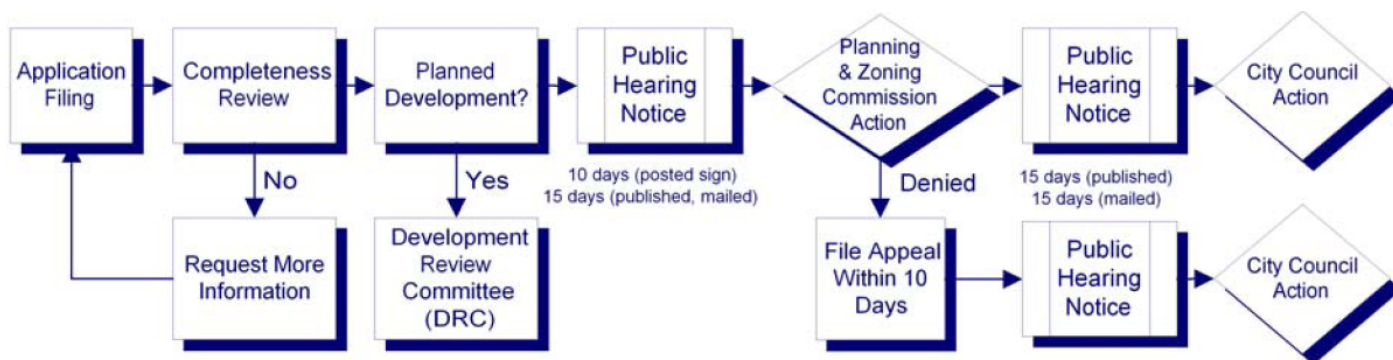 Application
Filing
Completeness
Review
Planned
Development?
Public
Hearing
Notice
Planning
& Zoning
Commission
Action
Public
Hearing
Notice
City Council
Action
10 days (posted sign)
15 days (published, mailed)
15 days (published)
15 days (mailed)
No
Yes
Denied
Request More
Information
Development
Review
Committee
(DRC)
File Appeal
Within 10
Days
Public
Hearing
Notice
City Council
Action